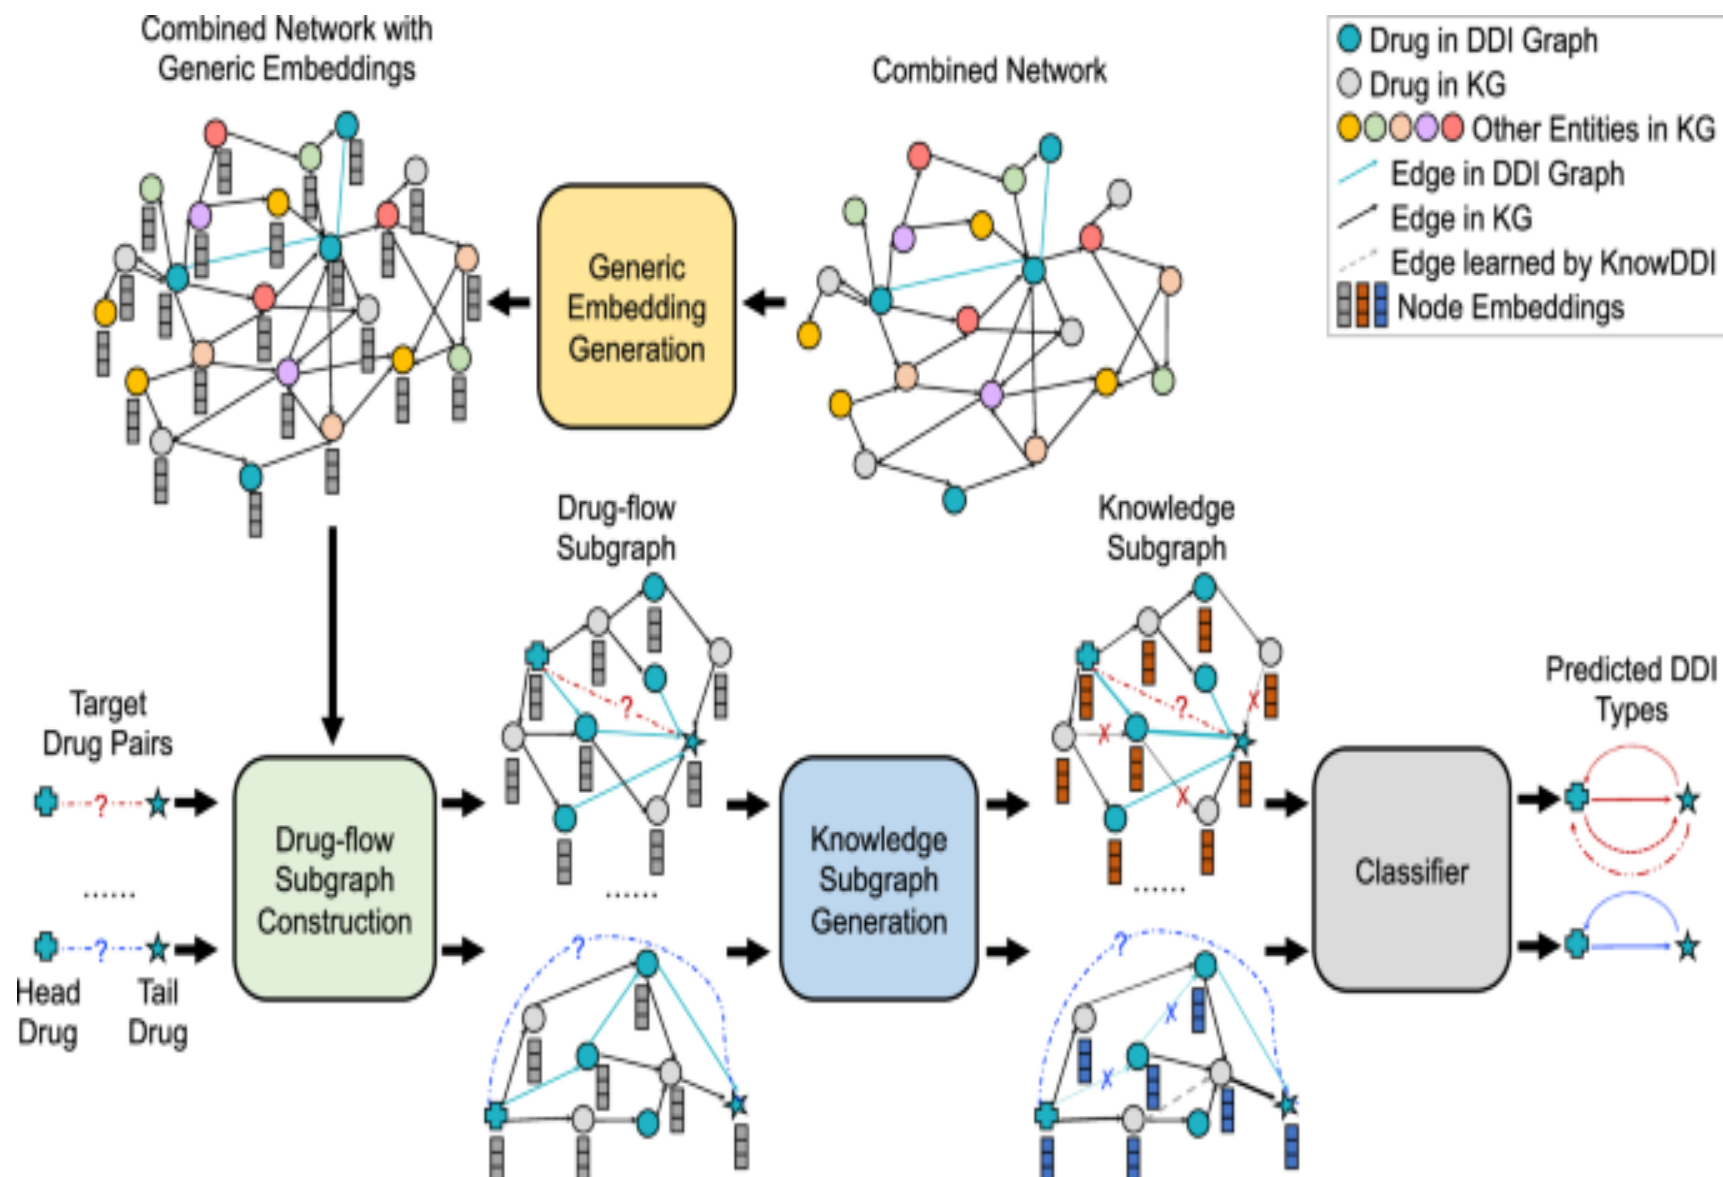 Combined Network with
Generic Embeddings
Combined Network
Drug in DDI Graph
Drug in KG
Other Entities in KG
Edge in DDI Graph
Edge in KG
Edge learned by KnowDDI
Node Embeddings
Generic
Embedding
Generation
Drug-flow
Subgraph
Knowledge
Subgraph
Target
Drug Pairs
Predicted DDI
Types
?
?
X
?
X
X
?
Drug-flow
Subgraph
Construction
Knowledge
Subgraph
Generation
Classifier
......
......
......
?
?
?
X
X
Head
Drug
Tail
Drug